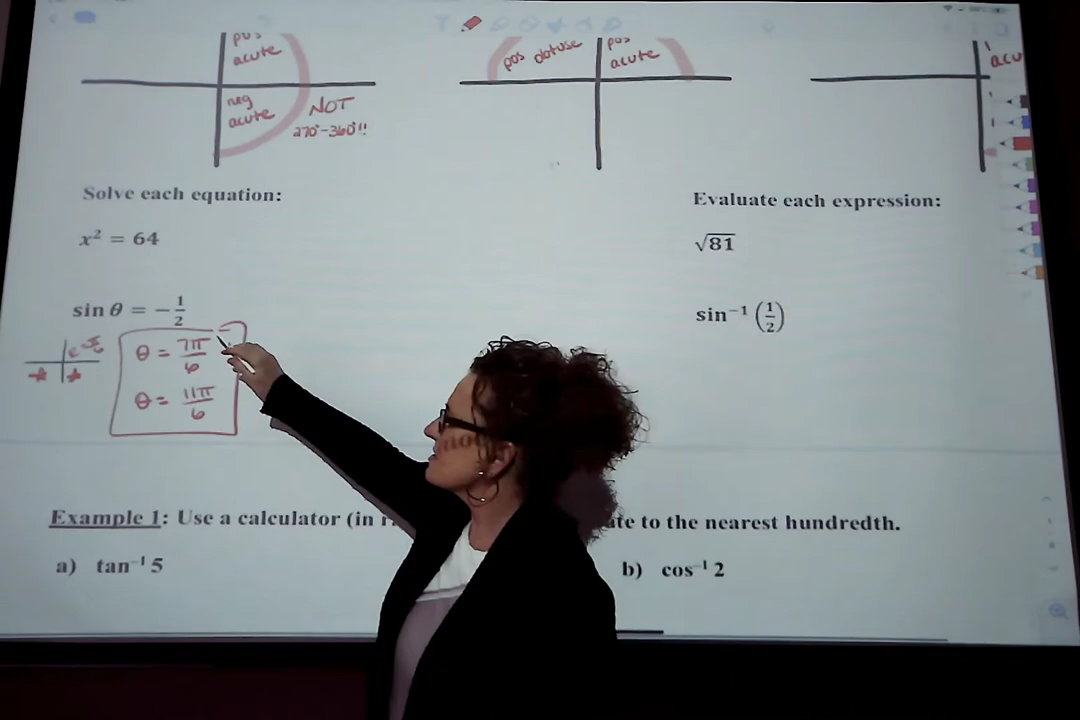 pos
acute
neg
acute
NOT
270°-360°!!
pos obtuse
pos
acute
acu
Solve each equation:
x² = 64
sin θ = -1/2
θ = 7π/6
θ = 11π/6
Evaluate each expression:
√81
sin⁻¹ (1/2)
Example 1: Use a calculator (in r
te to the nearest hundredth.
a) tan⁻¹ 5
b) cos⁻¹ 2